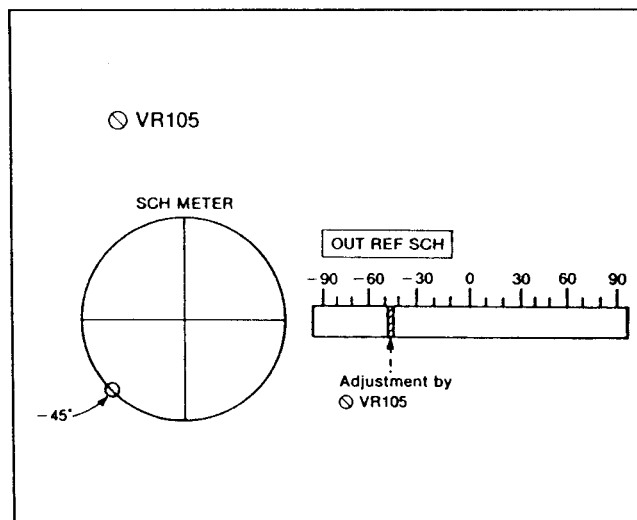 VR105
SCH METER
OUT REF SCH
−90 −60 −30 0 30 60 90
Adjustment by
VR105
−45°